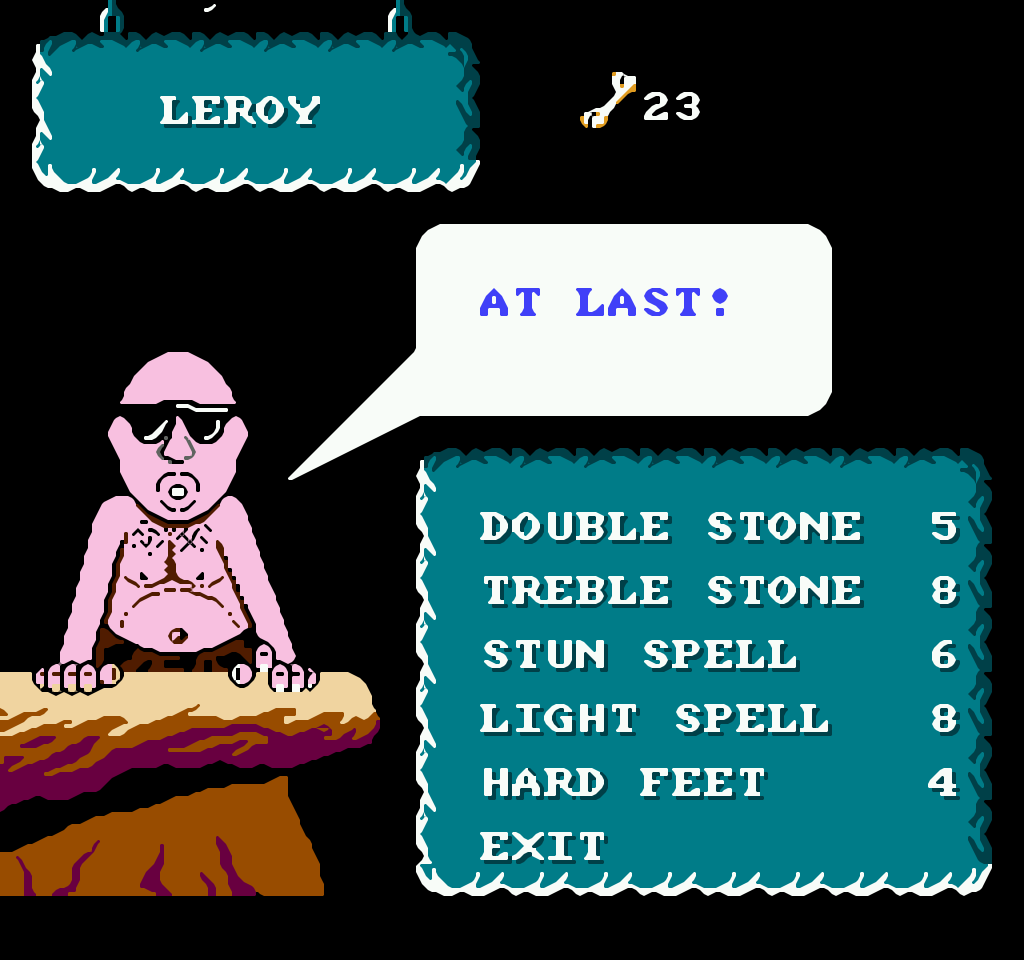 LEROY
23
AT LAST!
DOUBLE STONE 5
TREBLE STONE 8
STUN SPELL 6
LIGHT SPELL 8
HARD FEET 4
EXIT